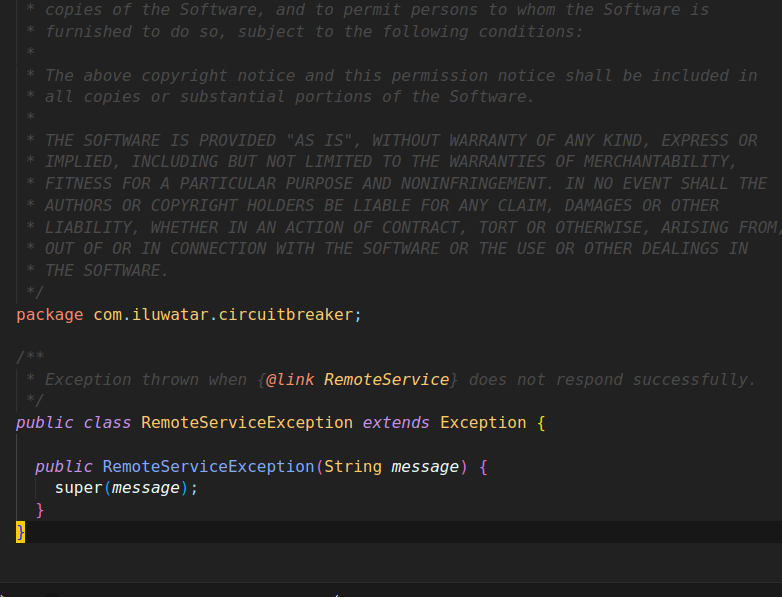 * copies of the Software, and to permit persons to whom the Software is
* furnished to do so, subject to the following conditions:
*
* The above copyright notice and this permission notice shall be included in
* all copies or substantial portions of the Software.
*
* THE SOFTWARE IS PROVIDED "AS IS", WITHOUT WARRANTY OF ANY KIND, EXPRESS OR
* IMPLIED, INCLUDING BUT NOT LIMITED TO THE WARRANTIES OF MERCHANTABILITY,
* FITNESS FOR A PARTICULAR PURPOSE AND NONINFRINGEMENT. IN NO EVENT SHALL THE
* AUTHORS OR COPYRIGHT HOLDERS BE LIABLE FOR ANY CLAIM, DAMAGES OR OTHER
* LIABILITY, WHETHER IN AN ACTION OF CONTRACT, TORT OR OTHERWISE, ARISING FROM,
* OUT OF OR IN CONNECTION WITH THE SOFTWARE OR THE USE OR OTHER DEALINGS IN
* THE SOFTWARE.
*/
package com.iluwatar.circuitbreaker;

/**
 * Exception thrown when {@link RemoteService} does not respond successfully.
 */
public class RemoteServiceException extends Exception {

  public RemoteServiceException(String message) {
    super(message);
  }
}